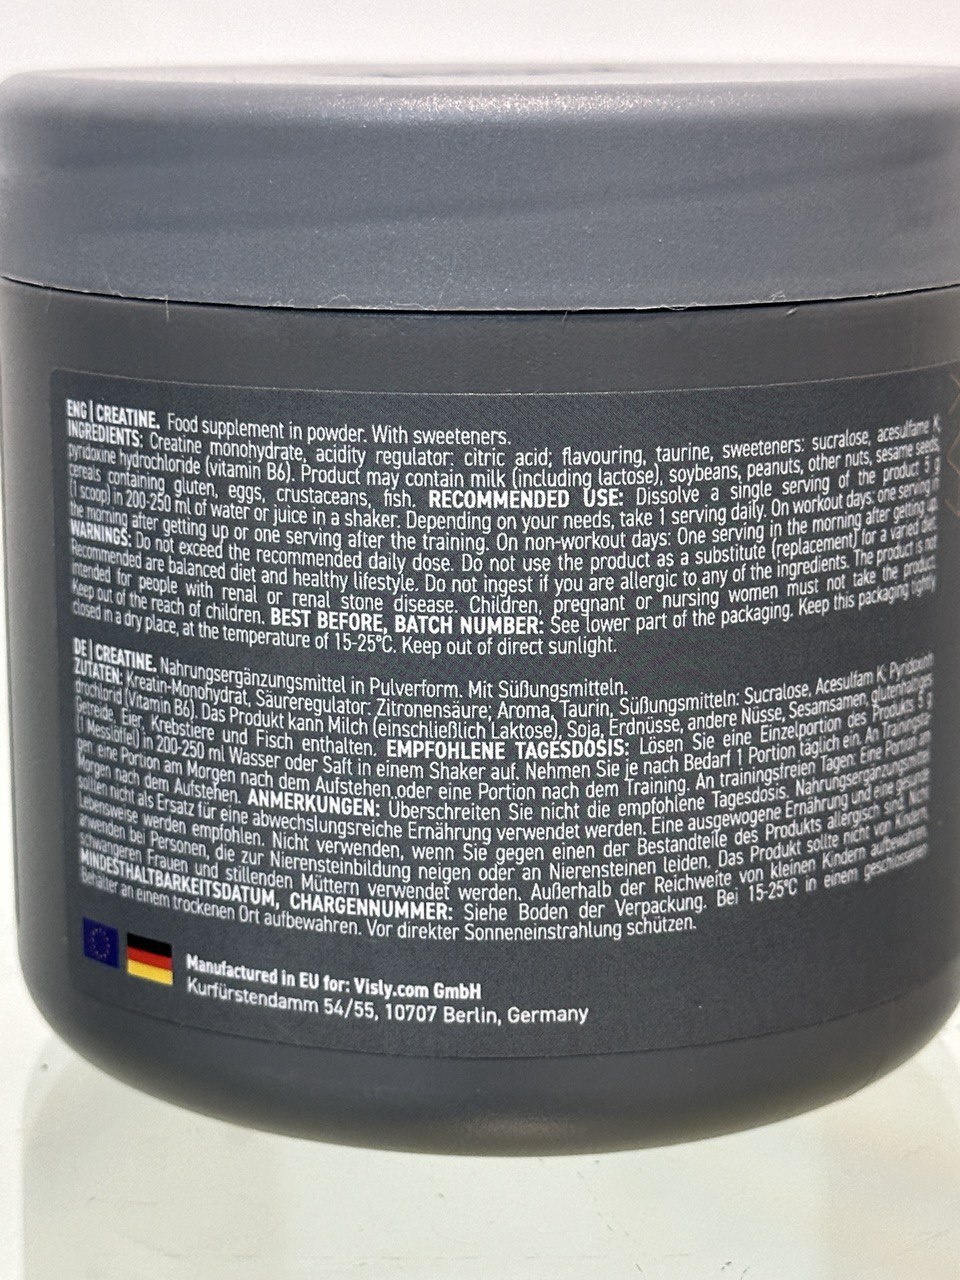 ENG | CREATINE. Food supplement in powder. With sweeteners.
INGREDIENTS: Creatine monohydrate, acidity regulator: citric acid; flavouring, taurine, sweeteners: sucralose, acesulfame K;
pyridoxine hydrochloride (vitamin B6). Product may contain milk (including lactose), soybeans, peanuts, other nuts, sesame seeds,
cereals containing gluten, eggs, crustaceans, fish. RECOMMENDED USE: Dissolve a single serving of the product 5 g
(1 scoop) in 200-250 ml of water or juice in a shaker. Depending on your needs, take 1 serving daily. On workout days: one serving in
the morning after getting up or one serving after the training. On non-workout days: One serving in the morning after getting up.
WARNINGS: Do not exceed the recommended daily dose. Do not use the product as a substitute (replacement) for a varied diet.
Recommended are balanced diet and healthy lifestyle. Do not ingest if you are allergic to any of the ingredients. The product is not
intended for people with renal or renal stone disease. Children, pregnant or nursing women must not take the product.
Keep out of the reach of children. BEST BEFORE, BATCH NUMBER: See lower part of the packaging. Keep this packaging tightly
closed in a dry place, at the temperature of 15-25°C. Keep out of direct sunlight.
DE | CREATINE. Nahrungsergänzungsmittel in Pulverform. Mit Süßungsmitteln.
ZUTATEN: Kreatin-Monohydrat, Säureregulator: Zitronensäure; Aroma, Taurin, Süßungsmitteln: Sucralose, Acesulfam K; Pyridoxinhy
drochlorid (Vitamin B6). Das Produkt kann Milch (einschließlich Laktose), Soja, Erdnüsse, andere Nüsse, Sesamsamen, glutenhaltiges
Getreide, Eier, Krebstiere und Fisch enthalten. EMPFOHLENE TAGESDOSIS: Lösen Sie eine Einzelportion des Produkts 5 g
(1 Messlöffel) in 200-250 ml Wasser oder Saft in einem Shaker auf. Nehmen Sie je nach Bedarf 1 Portion täglich ein. An Trainingsta-
gen: eine Portion am Morgen nach dem Aufstehen oder eine Portion nach dem Training. An trainingsfreien Tagen: Eine Portion am
Morgen nach dem Aufstehen. ANMERKUNGEN: Überschreiten Sie nicht die empfohlene Tagesdosis. Nahrungsergänzungsmittel
sollten nicht als Ersatz für eine abwechslungsreiche Ernährung verwendet werden. Eine ausgewogene Ernährung und eine gesunde
Lebensweise werden empfohlen. Nicht verwenden, wenn Sie gegen einen der Bestandteile des Produkts allergisch sind. Nicht
anwenden bei Personen, die zur Nierensteinbildung neigen oder an Nierensteinen leiden. Das Produkt sollte nicht von Kindern,
schwangeren Frauen und stillenden Müttern verwendet werden. Außerhalb der Reichweite von kleinen Kindern aufbewahren.
MINDESTHALTBARKEITSDATUM, CHARGENNUMMER: Siehe Boden der Verpackung. Bei 15-25°C in einem geschlossenen
Behälter an einem trockenen Ort aufbewahren. Vor direkter Sonneneinstrahlung schützen.
Manufactured in EU for: Visly.com GmbH
Kurfürstendamm 54/55, 10707 Berlin, Germany